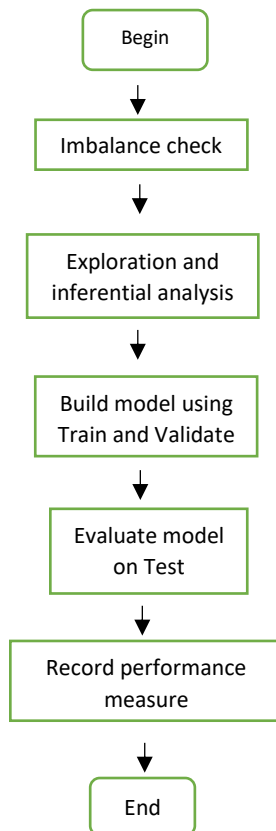 Begin
Imbalance check
Exploration and
inferential analysis
Build model using
Train and Validate
Evaluate model
on Test
Record performance
measure
End